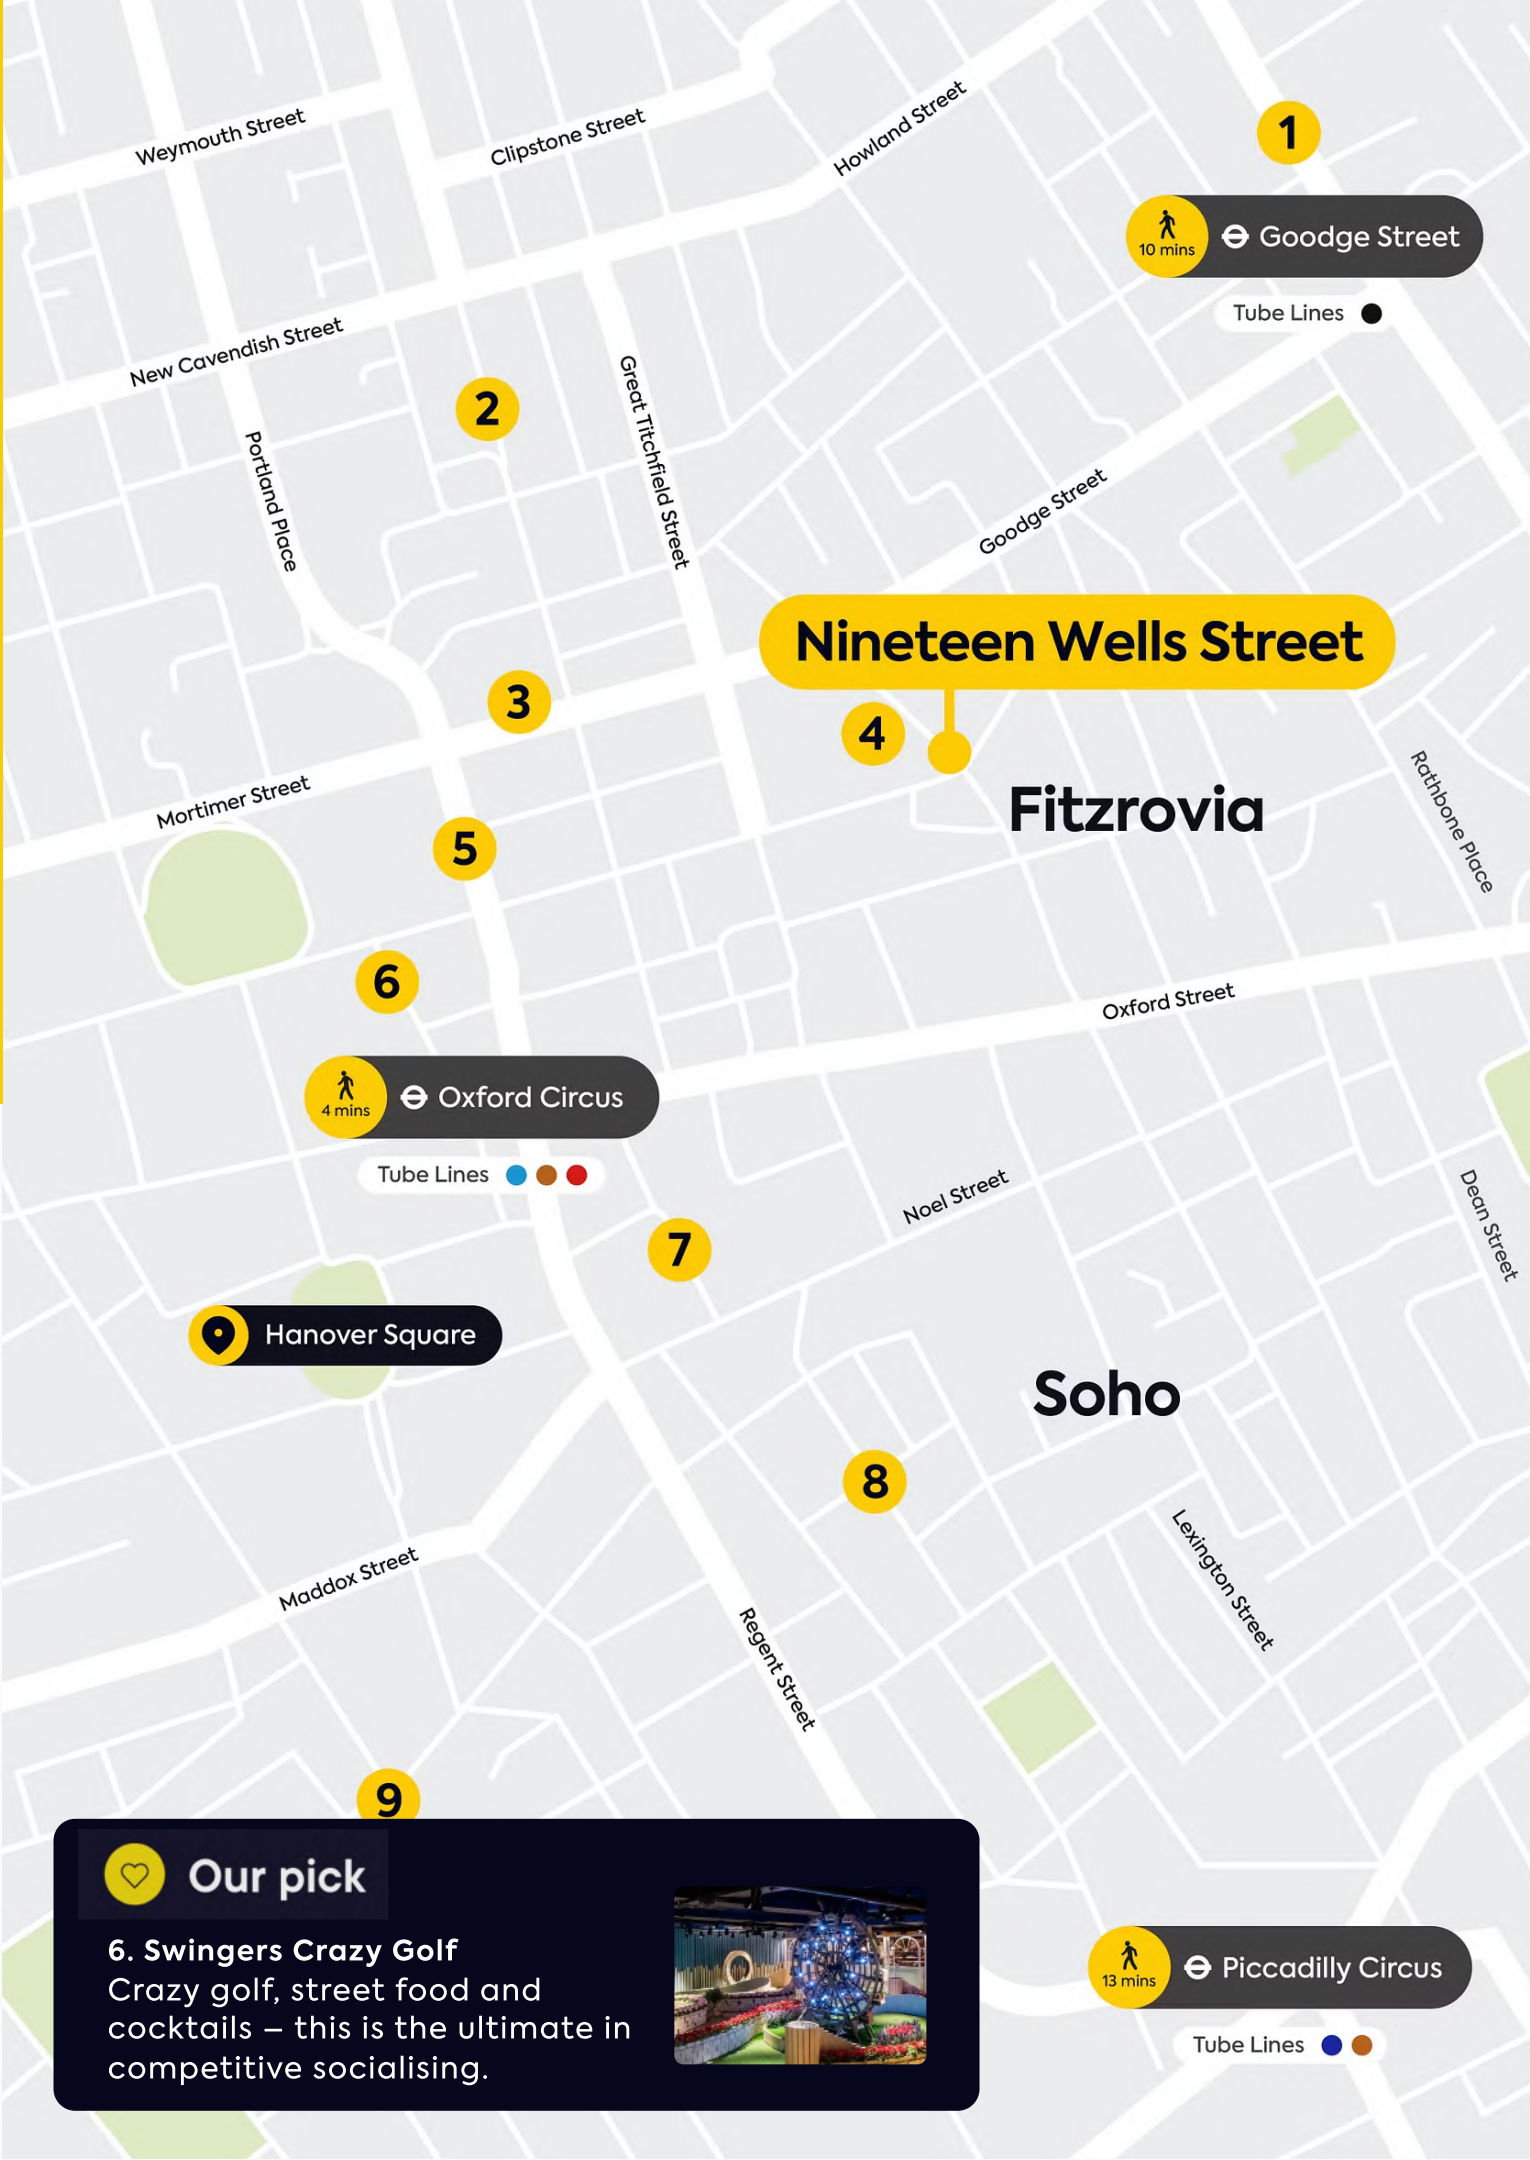 Weymouth Street
Clipstone Street
Howland Street
1
10 mins
Goodge Street
Tube Lines
New Cavendish Street
2
Great Titchfield Street
Portland Place
Goodge Street
Nineteen Wells Street
3
4
Fitzrovia
Rathbone Place
Mortimer Street
5
6
Oxford Street
4 mins
Oxford Circus
Tube Lines
Noel Street
Dean Street
7
Hanover Square
Soho
8
Lexington Street
Maddox Street
Regent Street
9
Our pick
6. Swingers Crazy Golf
Crazy golf, street food and
cocktails – this is the ultimate in
competitive socialising.
13 mins
Piccadilly Circus
Tube Lines